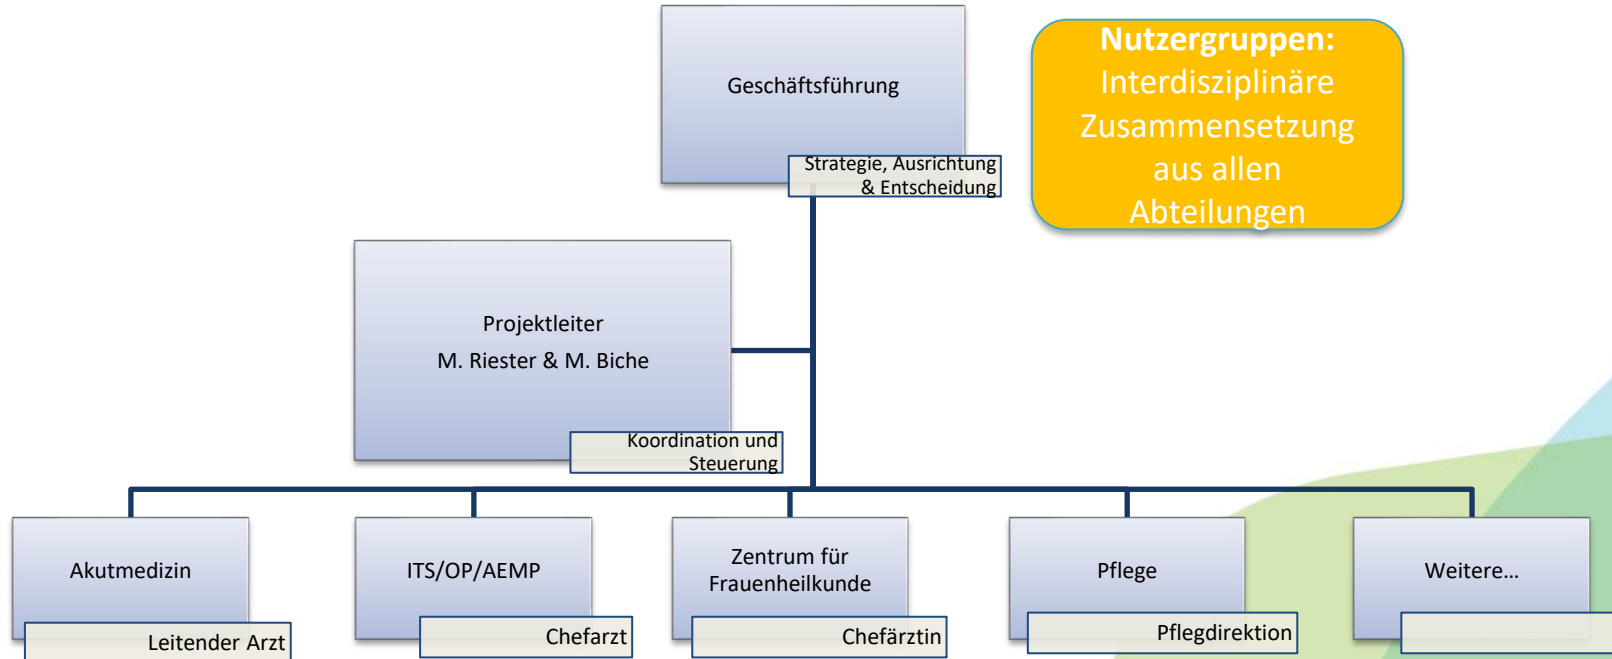 Geschäftsführung
Strategie, Ausrichtung
& Entscheidung
Nutzergruppen:
Interdisziplinäre
Zusammensetzung
aus allen
Abteilungen
Projektleiter
M. Riester & M. Biche
Koordination und
Steuerung
Akutmedizin
Leitender Arzt
ITS/OP/AEMP
Chefarzt
Zentrum für
Frauenheilkunde
Chefärztin
Pflege
Pflegdirektion
Weitere…